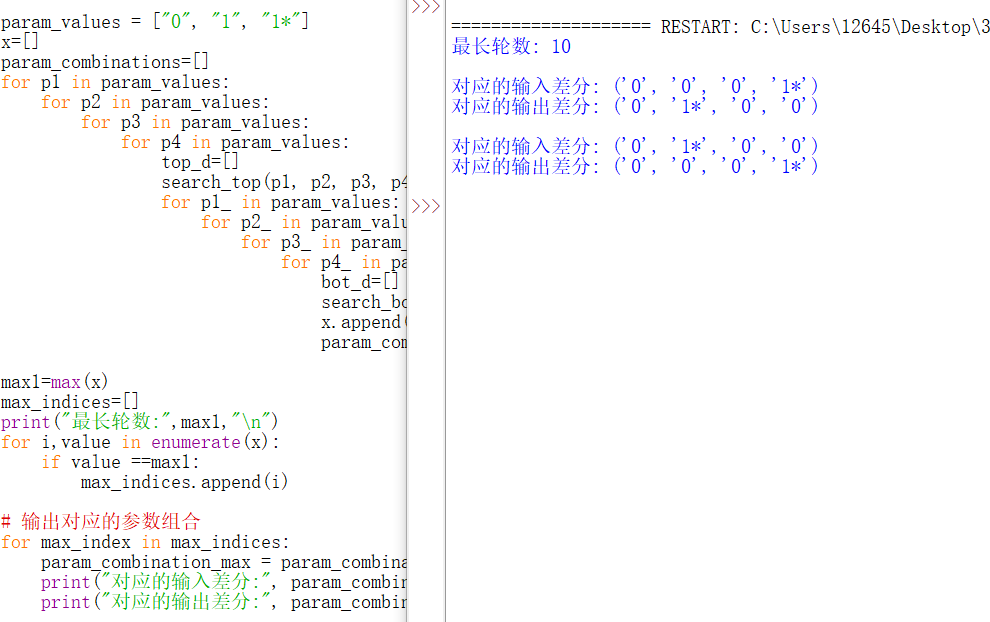 param_values = ["0", "1", "1*"]
x=[]
param_combinations=[]
for p1 in param_values:
    for p2 in param_values:
        for p3 in param_values:
            for p4 in param_values:
                top_d=[]
                search_top(p1, p2, p3, p4
                for p1_ in param_values:
                    for p2_ in param_valu
                        for p3_ in param_
                            for p4_ in pa
                                bot_d=[]
                                search_bo
                                x.append(
                                param_com
max1=max(x)
max_indices=[]
print("最长轮数:",max1,"\n")
for i,value in enumerate(x):
    if value ==max1:
        max_indices.append(i)
# 输出对应的参数组合
for max_index in max_indices:
    param_combination_max = param_combina
    print("对应的输入差分:", param_combin
    print("对应的输出差分:", param_combin
>>>
==================== RESTART: C:\Users\12645\Desktop\3
最长轮数: 10
对应的输入差分: ('0', '0', '0', '1*')
对应的输出差分: ('0', '1*', '0', '0')
对应的输入差分: ('0', '1*', '0', '0')
对应的输出差分: ('0', '0', '0', '1*')
>>>